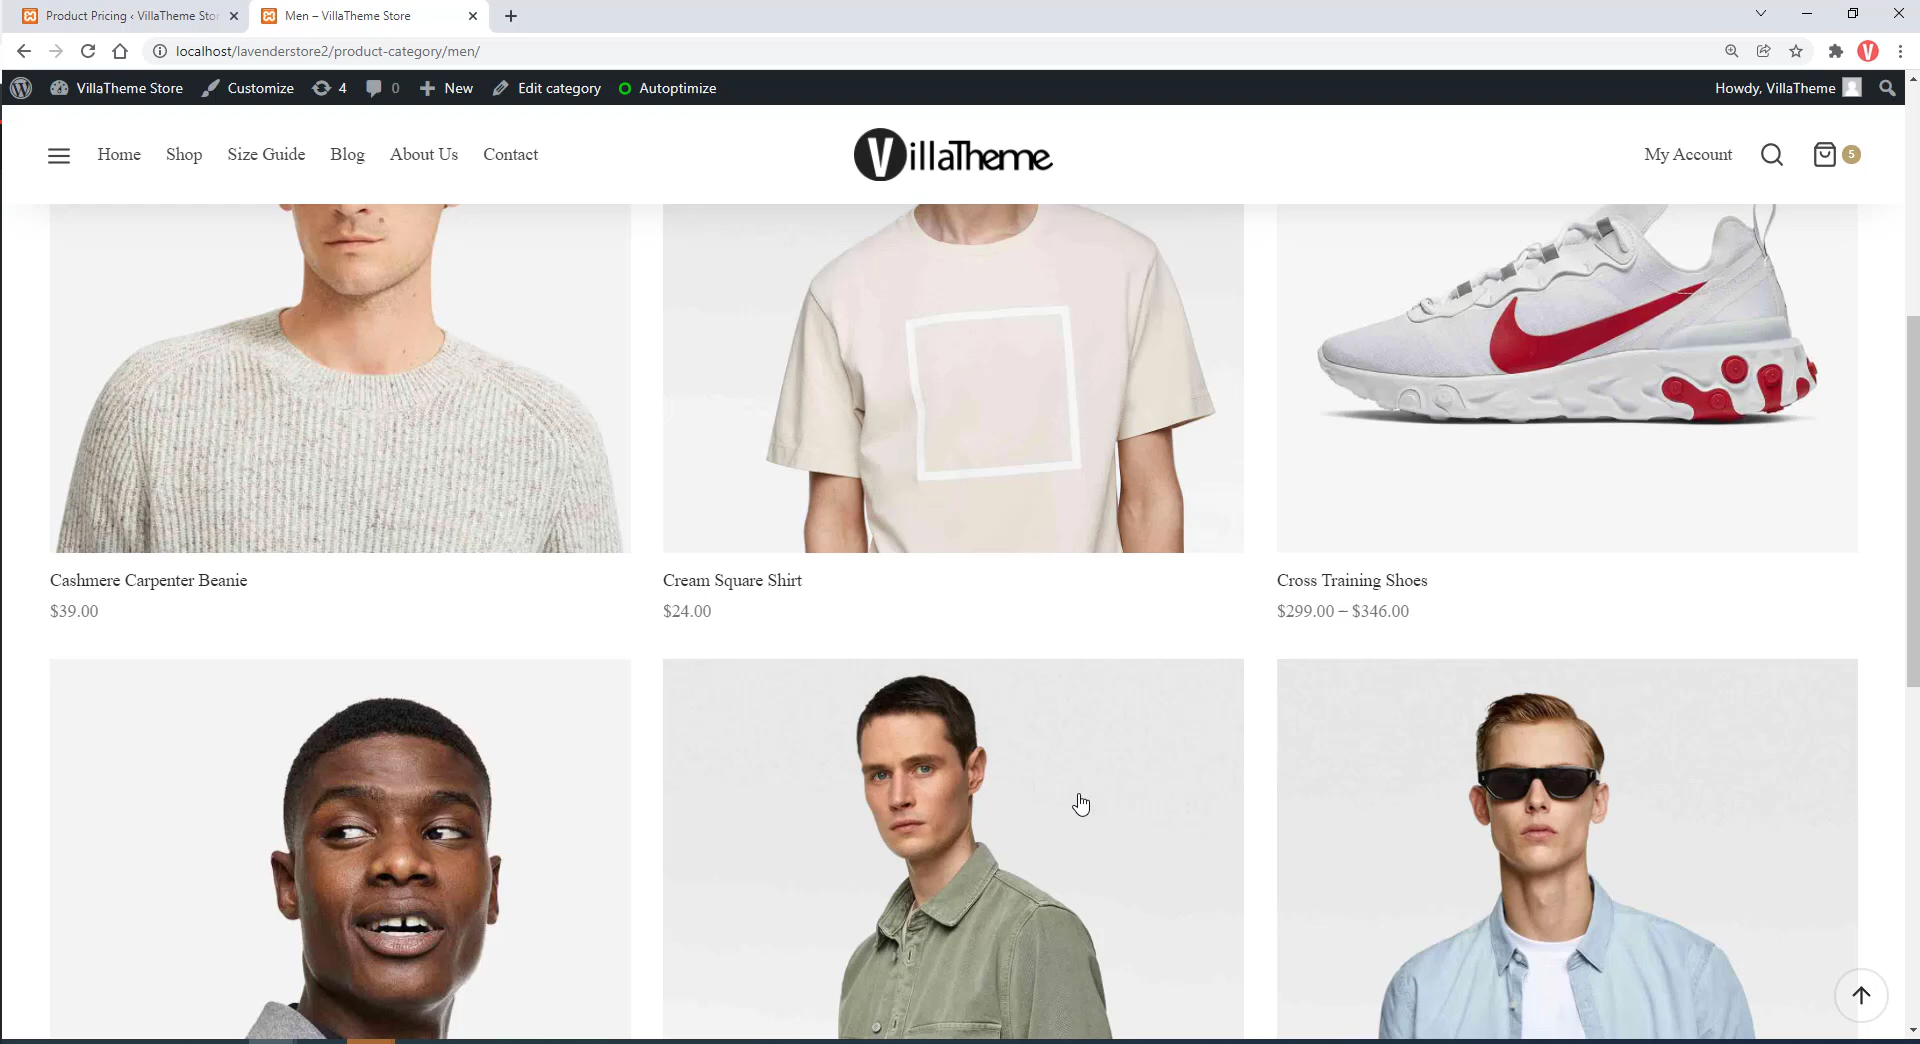 Product Pricing ‹ VillaTheme Stor
Men – VillaTheme Store
localhost/lavenderstore2/product-category/men/
VillaTheme Store
Customize
4
0
New
Edit category
Autoptimize
Howdy, VillaTheme
Home
Shop
Size Guide
Blog
About Us
Contact
VillaTheme
My Account
5
Cashmere Carpenter Beanie
$39.00
Cream Square Shirt
$24.00
Cross Training Shoes
$299.00 – $346.00